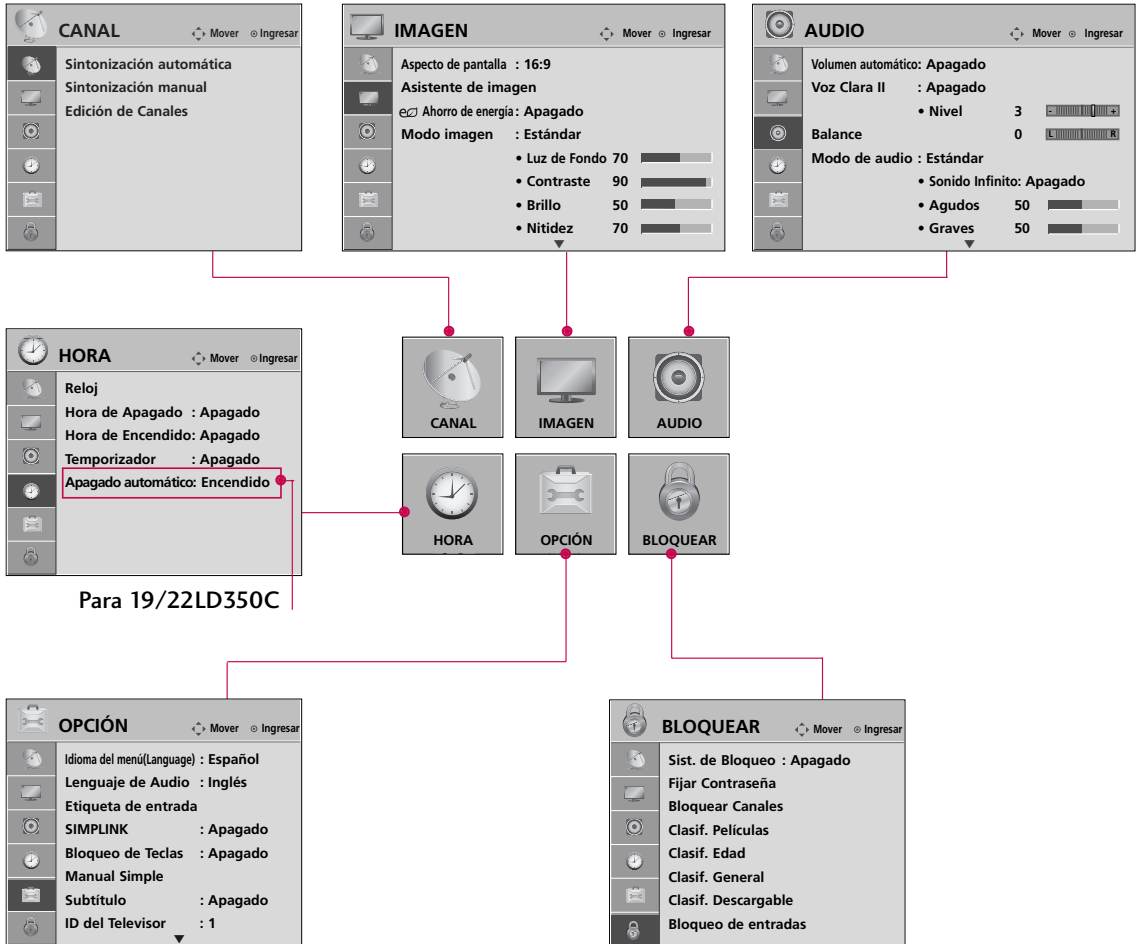 CANAL Mover Ingresar
Sintonización automática
Sintonización manual
Edición de Canales
IMAGEN Mover Ingresar
Aspecto de pantalla : 16:9
Asistente de imagen
Ahorro de energía : Apagado
Modo imagen : Estándar
• Luz de Fondo 70
• Contraste 90
• Brillo 50
• Nitidez 70
AUDIO Mover Ingresar
Volumen automático: Apagado
Voz Clara II : Apagado
• Nivel 3 - +
Balance 0 L R
Modo de audio : Estándar
• Sonido Infinito: Apagado
• Agudos 50
• Graves 50
HORA Mover Ingresar
Reloj
Hora de Apagado : Apagado
Hora de Encendido: Apagado
Temporizador : Apagado
Apagado automático: Encendido
Para 19/22LD350C
CANAL
IMAGEN
AUDIO
HORA
OPCIÓN
BLOQUEAR
OPCIÓN Mover Ingresar
Idioma del menú(Language) : Español
Lenguaje de Audio : Inglés
Etiqueta de entrada
SIMPLINK : Apagado
Bloqueo de Teclas : Apagado
Manual Simple
Subtítulo : Apagado
ID del Televisor : 1
BLOQUEAR Mover Ingresar
Sist. de Bloqueo : Apagado
Fijar Contraseña
Bloquear Canales
Clasif. Películas
Clasif. Edad
Clasif. General
Clasif. Descargable
Bloqueo de entradas